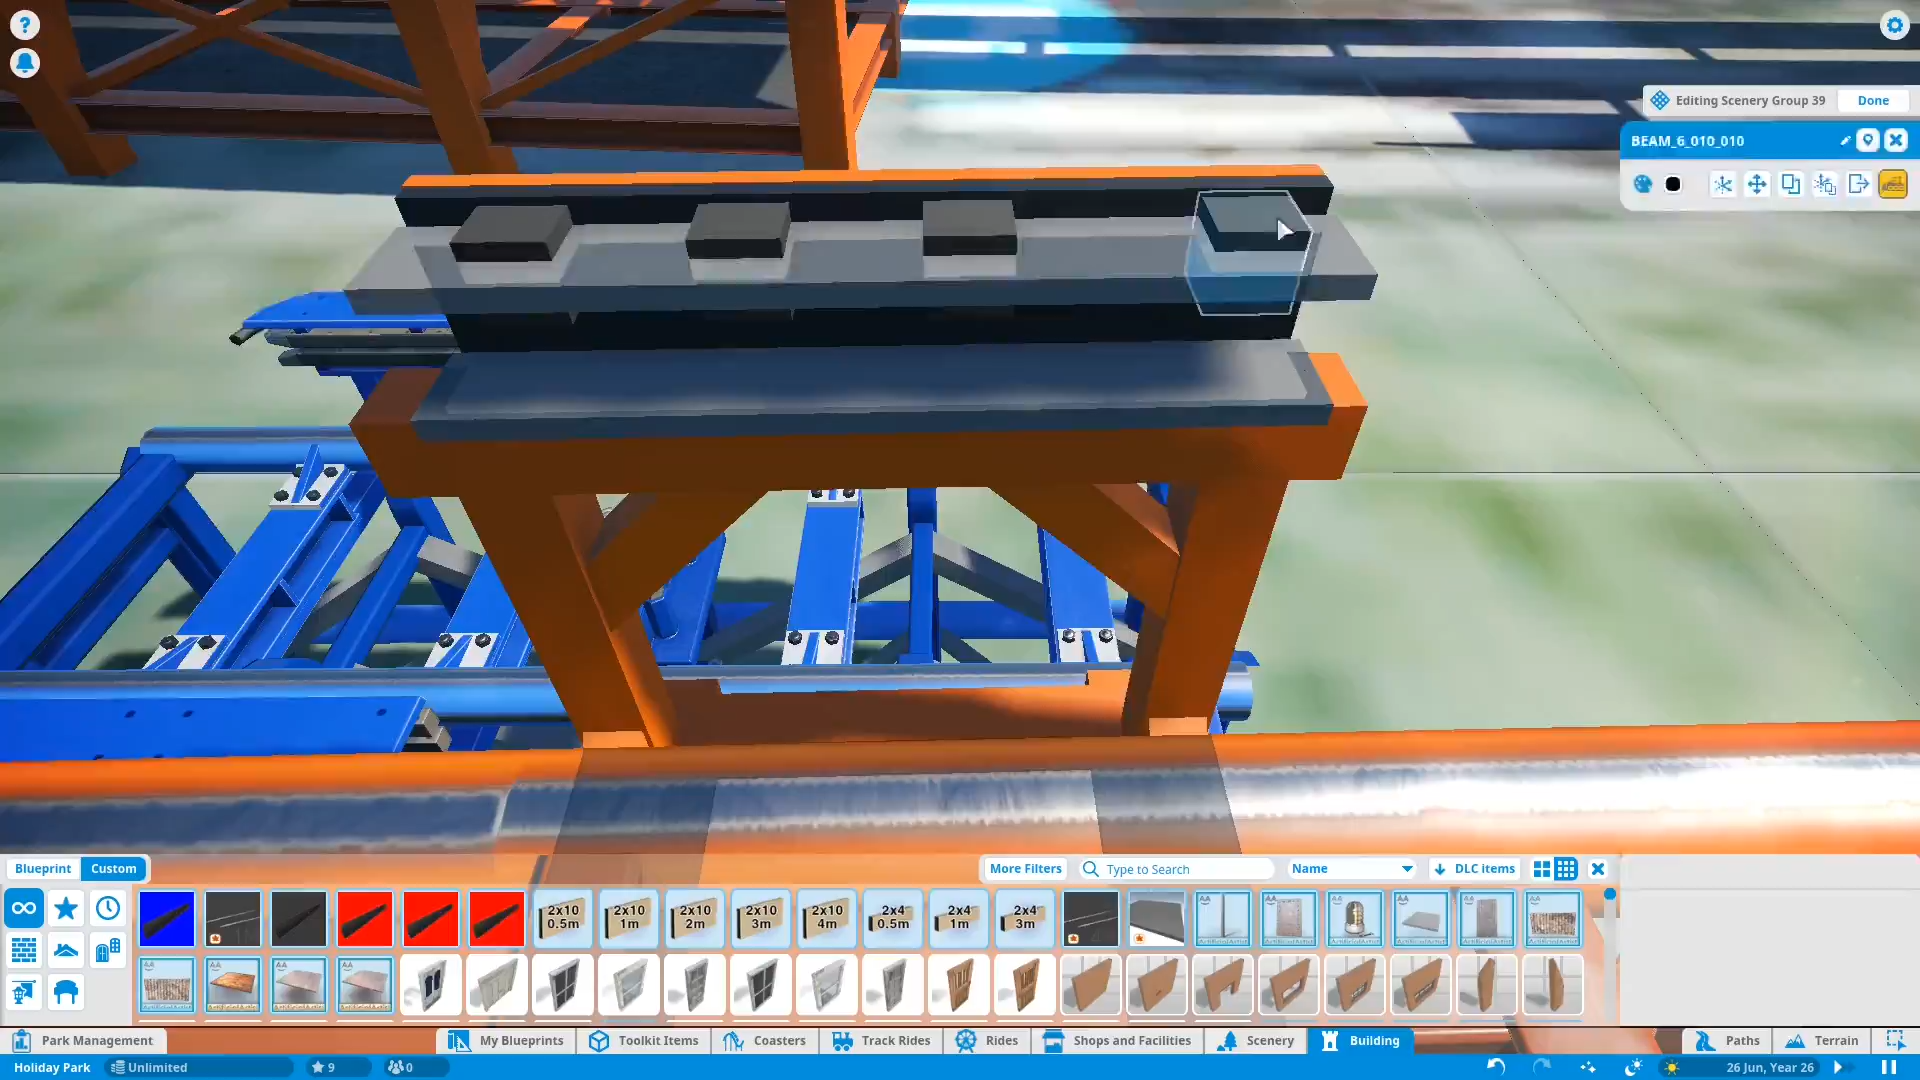 ?
Editing Scenery Group 39
Done
BEAM_6_010_010
Blueprint
Custom
More Filters
Type to Search
Name
DLC items
2x10
0.5m
2x10
1m
2x10
2m
2x10
3m
2x10
4m
2x4
0.5m
2x4
1m
2x4
3m
Park Management
My Blueprints
Toolkit Items
Coasters
Track Rides
Rides
Shops and Facilities
Scenery
Building
Paths
Terrain
Holiday Park
Unlimited
9
0
26 Jun, Year 26